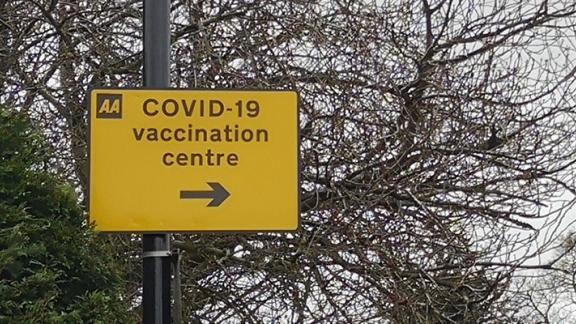 AA COVID-19
vaccination
centre